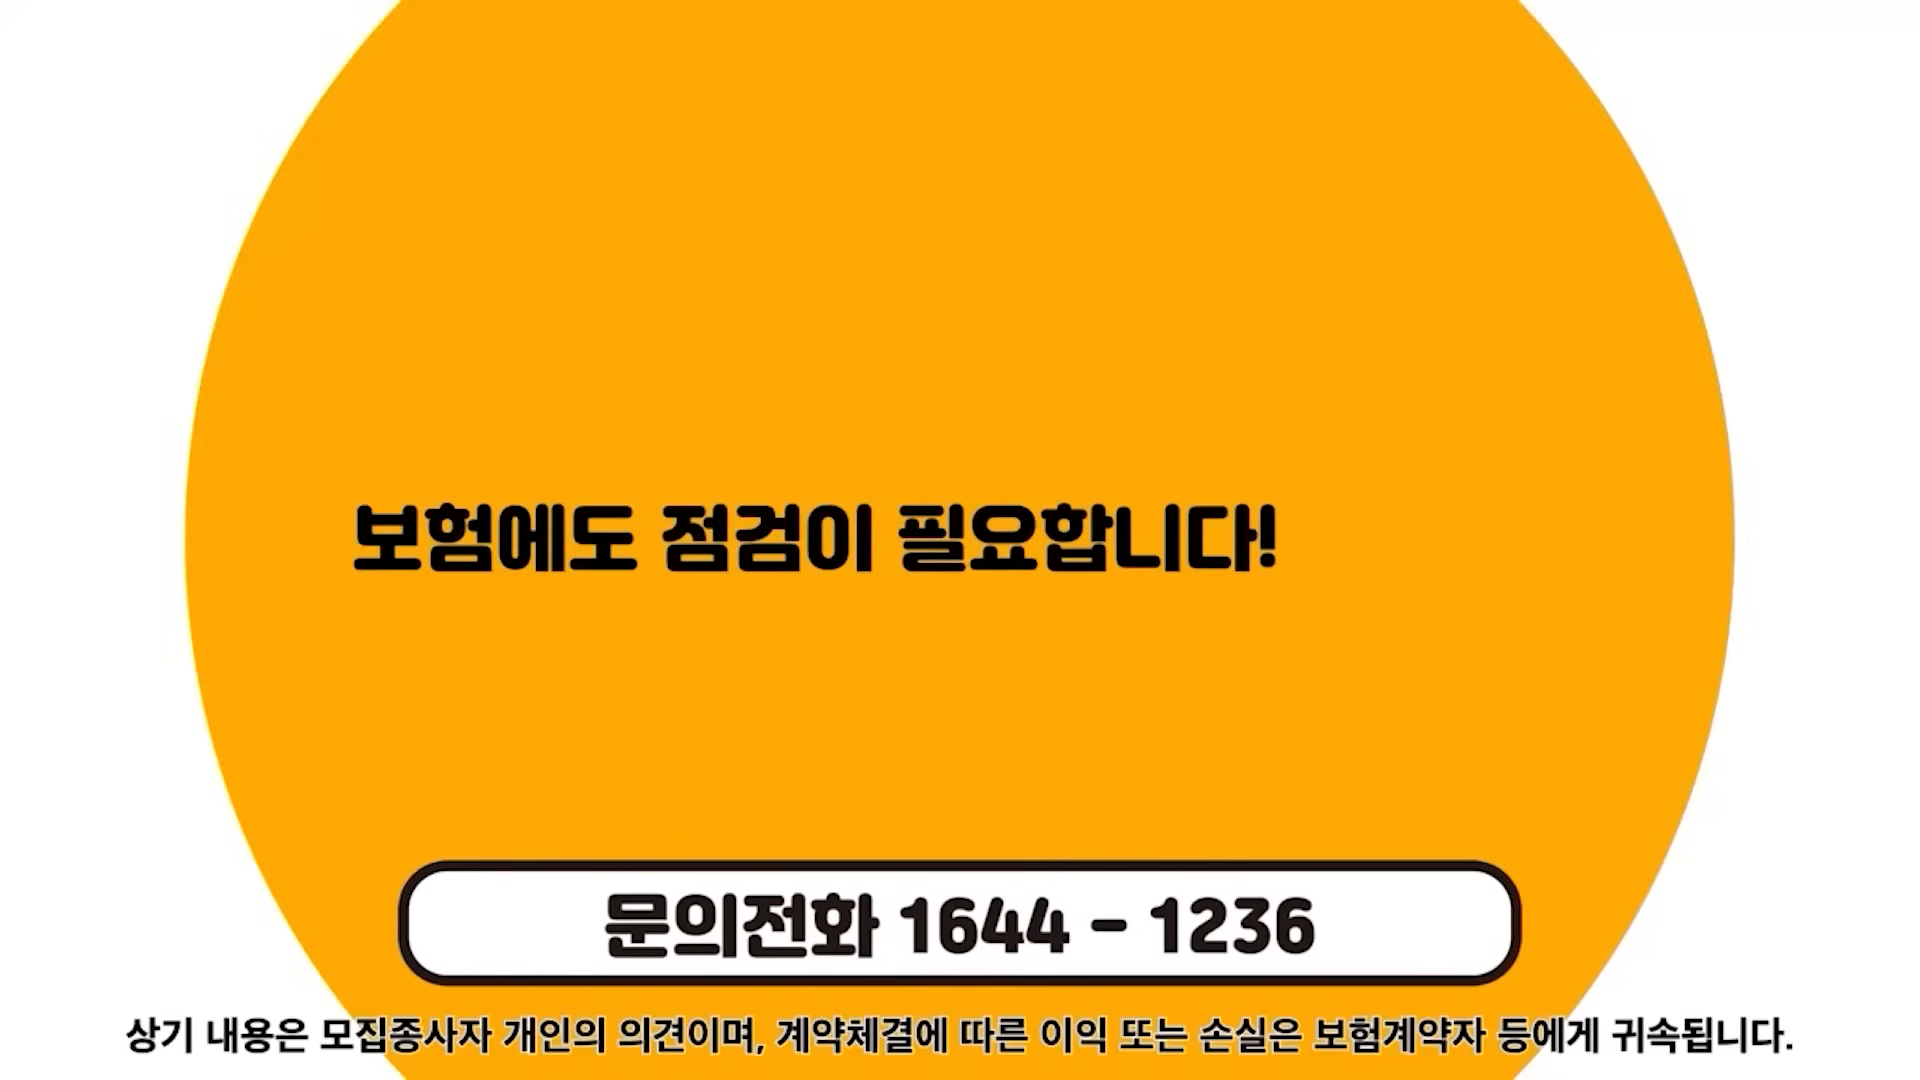 보험에도 점검이 필요합니다!
문의전화 1644 - 1236
상기 내용은 모집종사자 개인의 의견이며, 계약체결에 따른 이익 또는 손실은 보험계약자 등에게 귀속됩니다.